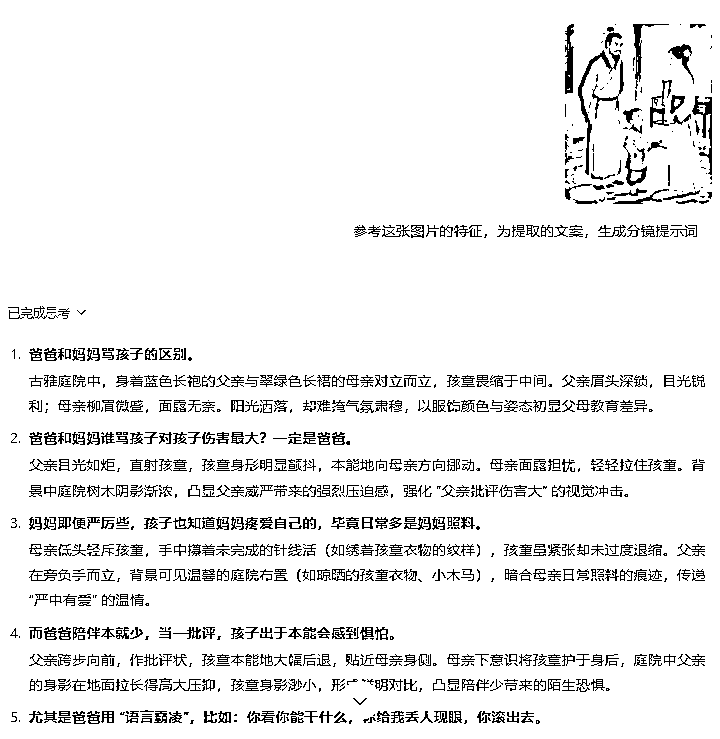 参考这张图片的特征，为提取的文案，生成分镜提示词
已完成思考
1. 爸爸和妈妈骂孩子的区别。
古雅庭院中，身着蓝色长袍的父亲与翠绿色长裙的母亲对立而立，孩童畏缩于中间。父亲眉头深锁，目光锐
利；母亲柳眉微蹙，面露无奈。阳光洒落，却难掩气氛肃穆，以服饰颜色与姿态初显父母教育差异。
2. 爸爸和妈妈谁骂孩子对孩子伤害最大？一定是爸爸。
父亲目光如炬，直射孩童，孩童身形明显颤抖，本能地向母亲方向挪动。母亲面露担忧，轻轻拉住孩童。背
景中庭院树木阴影渐浓，凸显父亲威严带来的强烈压迫感，强化“父亲批评伤害大”的视觉冲击。
3. 妈妈即便严厉些，孩子也知道妈妈疼爱自己的，毕竟日常多是妈妈照料。
母亲低头轻斥孩童，手中攥着未完成的针线活（如绣着孩童衣物的纹样），孩童虽紧张却未过度退缩。父亲
在旁负手而立，背景可见温馨的庭院布置（如晾晒的孩童衣物、小木马），暗合母亲日常照料的痕迹，传递
“严中有爱”的温情。
4. 而爸爸陪伴本就少，当一批评，孩子出于本能会感到惧怕。
父亲跨步向前，作批评状，孩童本能地大幅后退，贴近母亲身侧。母亲下意识将孩童护于身后，庭院中父亲
的身影在地面拉长得高大压抑，孩童身影渺小，形成鲜明对比，凸显陪伴少带来的陌生恐惧。
5. 尤其是爸爸用“语言霸凌”，比如：你看你能干什么，你给我丢人现眼，你滚出去。